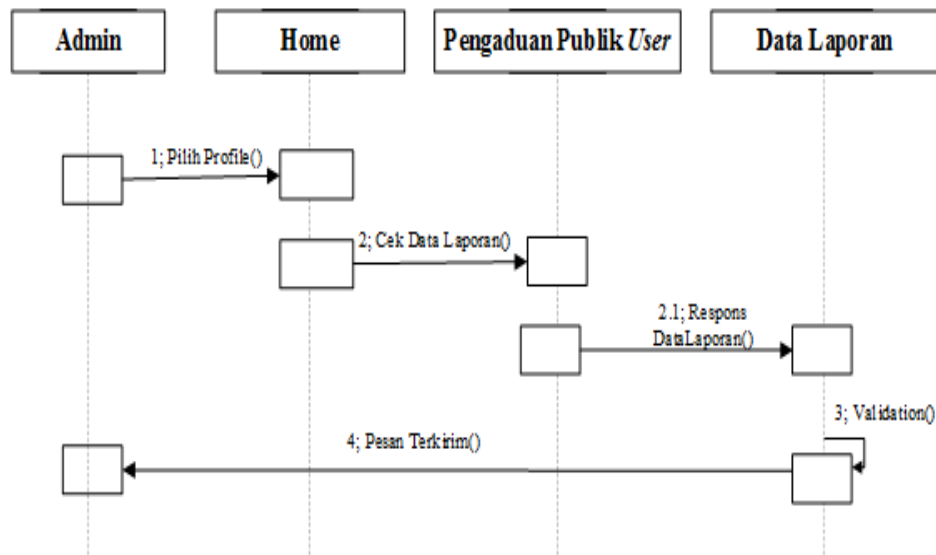 Admin
Home
Pengaduan Publik User
Data Laporan
1; Pilih Profile()
2; Cek Data Laporan()
2.1; Respons
DataLaporan()
3; Validation()
4; Pesan Terkirim()